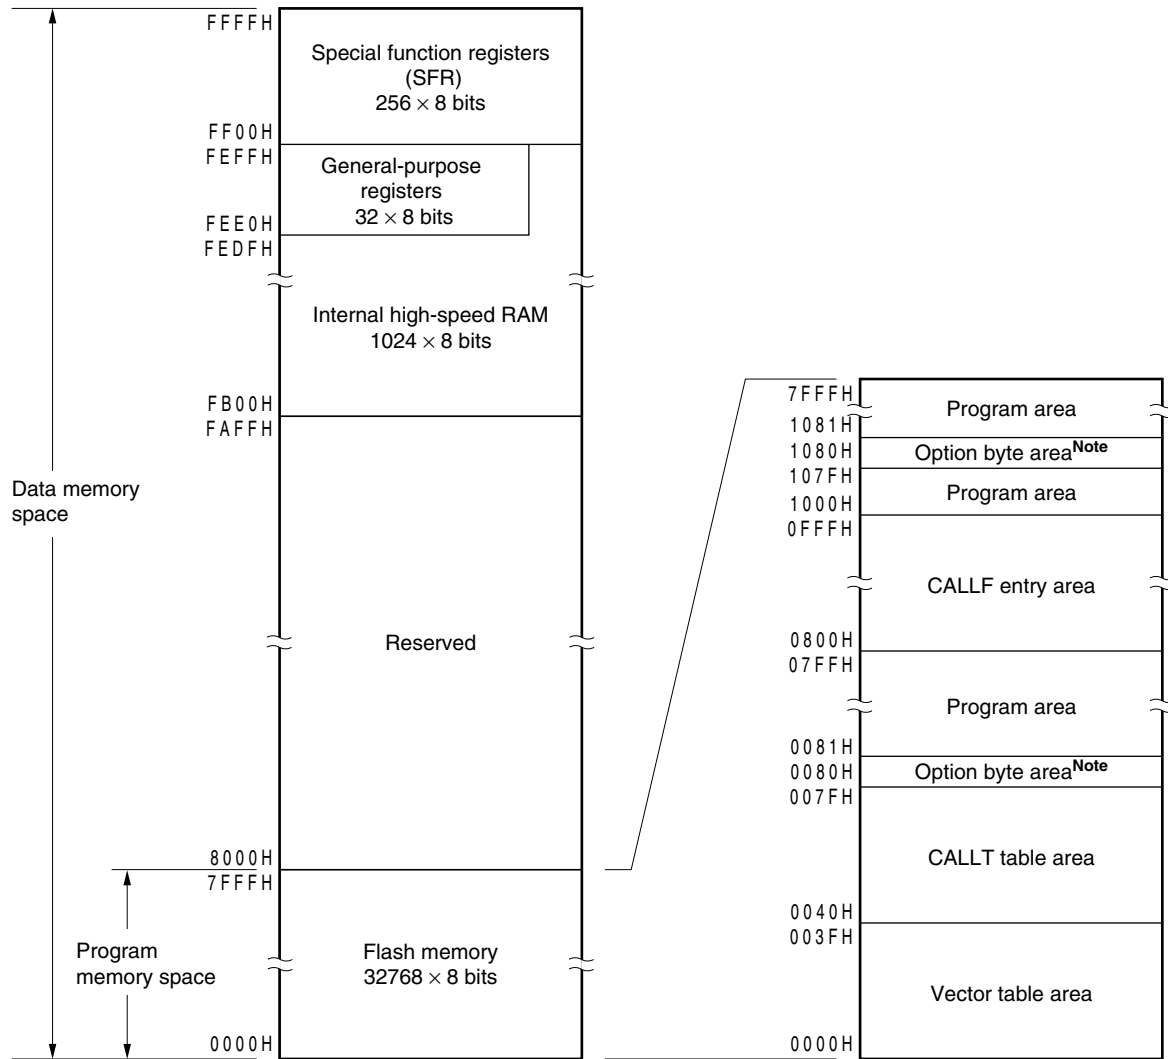 FFFFH
Special function registers
(SFR)
256 × 8 bits
FF00H
FEFFH
General-purpose
registers
32 × 8 bits
FEE0H
FEDFH
Internal high-speed RAM
1024 × 8 bits
FB00H
FAFFH
Data memory
space
Reserved
8000H
7FFFH
Program
memory space
Flash memory
32768 × 8 bits
0000H
7FFFH
Program area
1081H
1080H
Option byte areaNote
107FH
Program area
1000H
0FFFH
CALLF entry area
0800H
07FFH
Program area
0081H
0080H
Option byte areaNote
007FH
CALLT table area
0040H
003FH
Vector table area
0000H